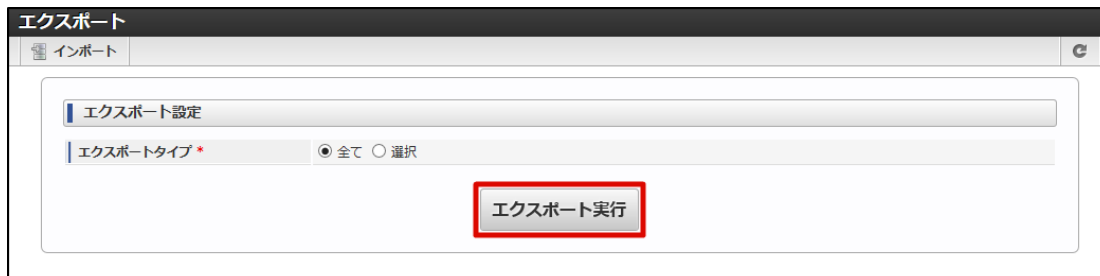 エクスポート
インポート
エクスポート設定
エクスポートタイプ * 全て 選択
エクスポート実行